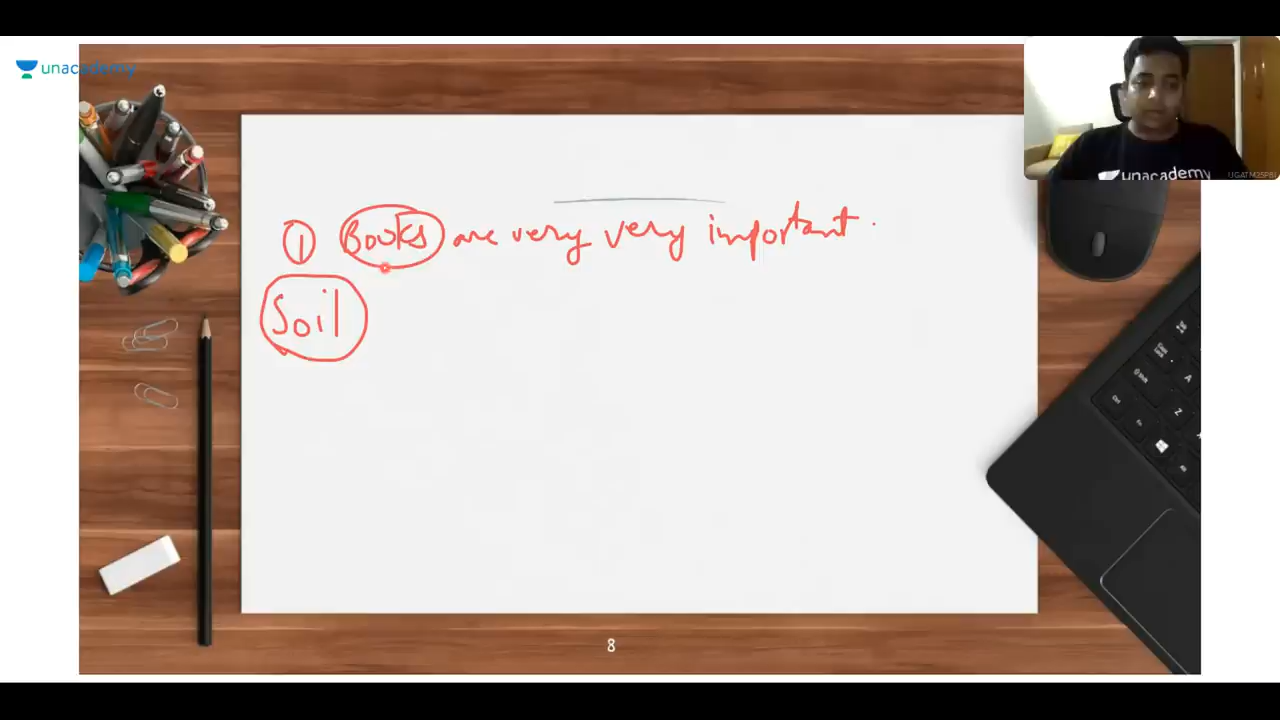 unacademy
① Books are very very important.
Soil
unacademy
8